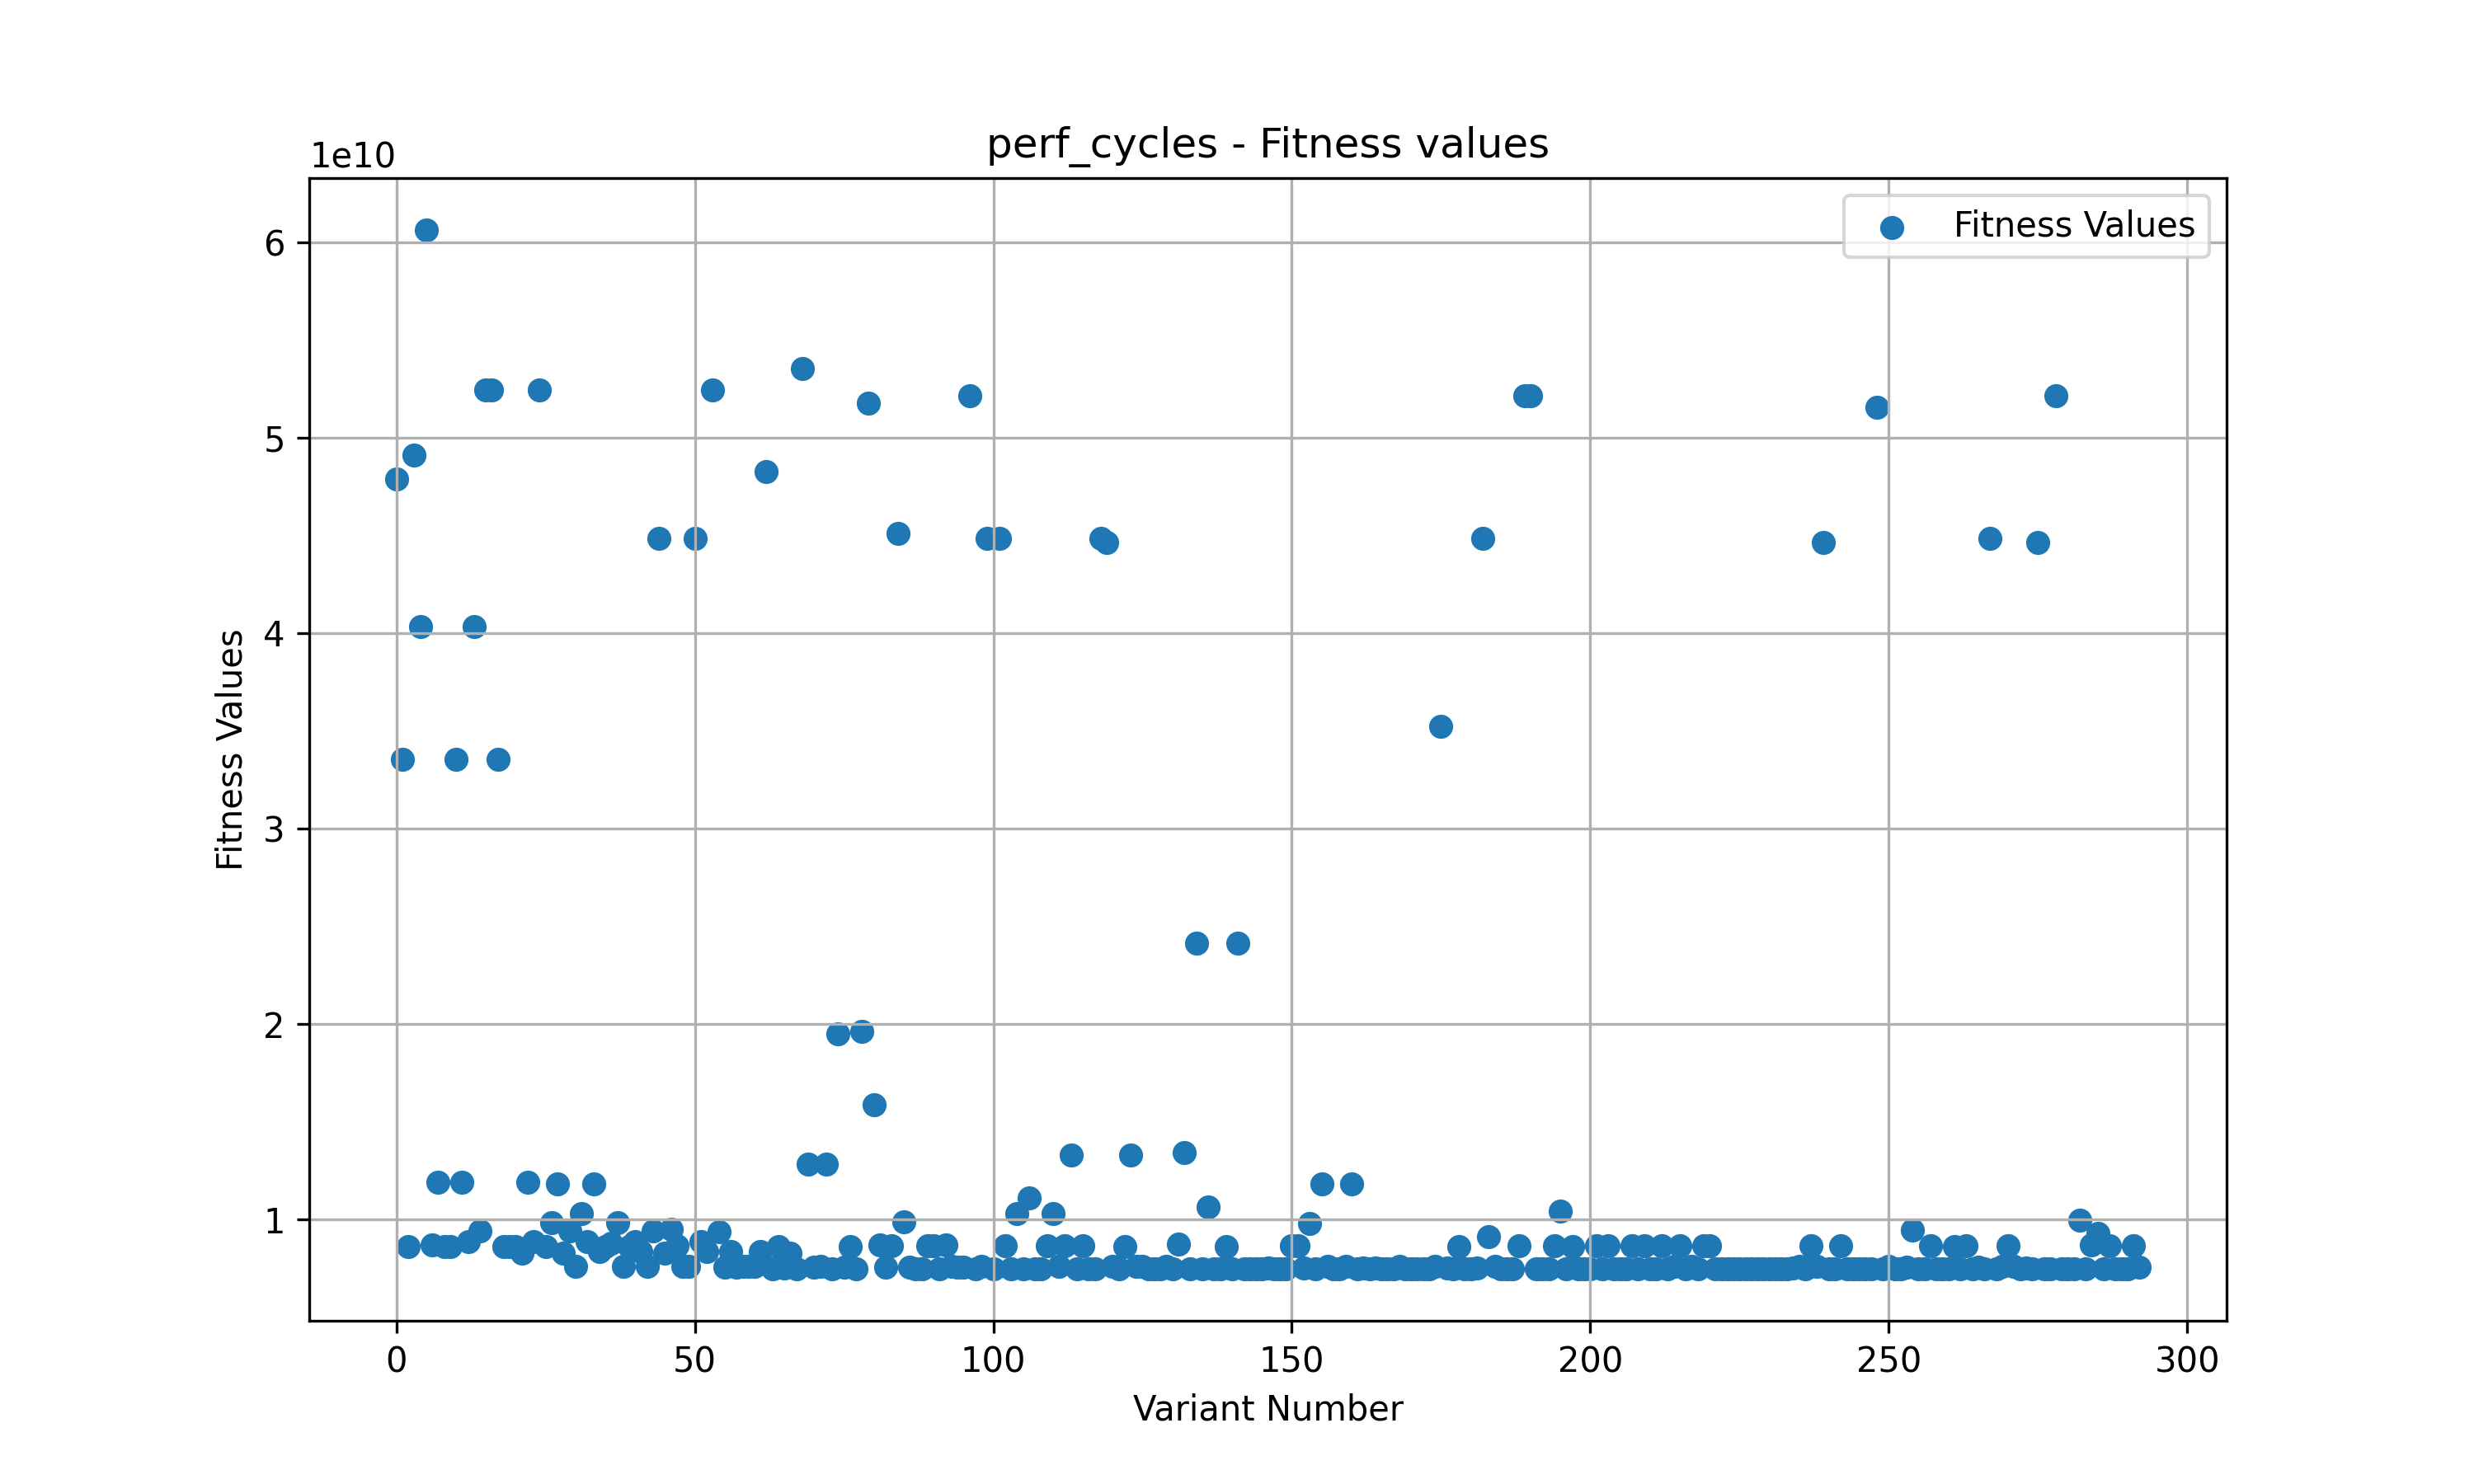 perf_cycles - Fitness values
1e10
Fitness Values
6
5
4
3
2
1
Fitness Values
0 50 100 150 200 250 300
Variant Number